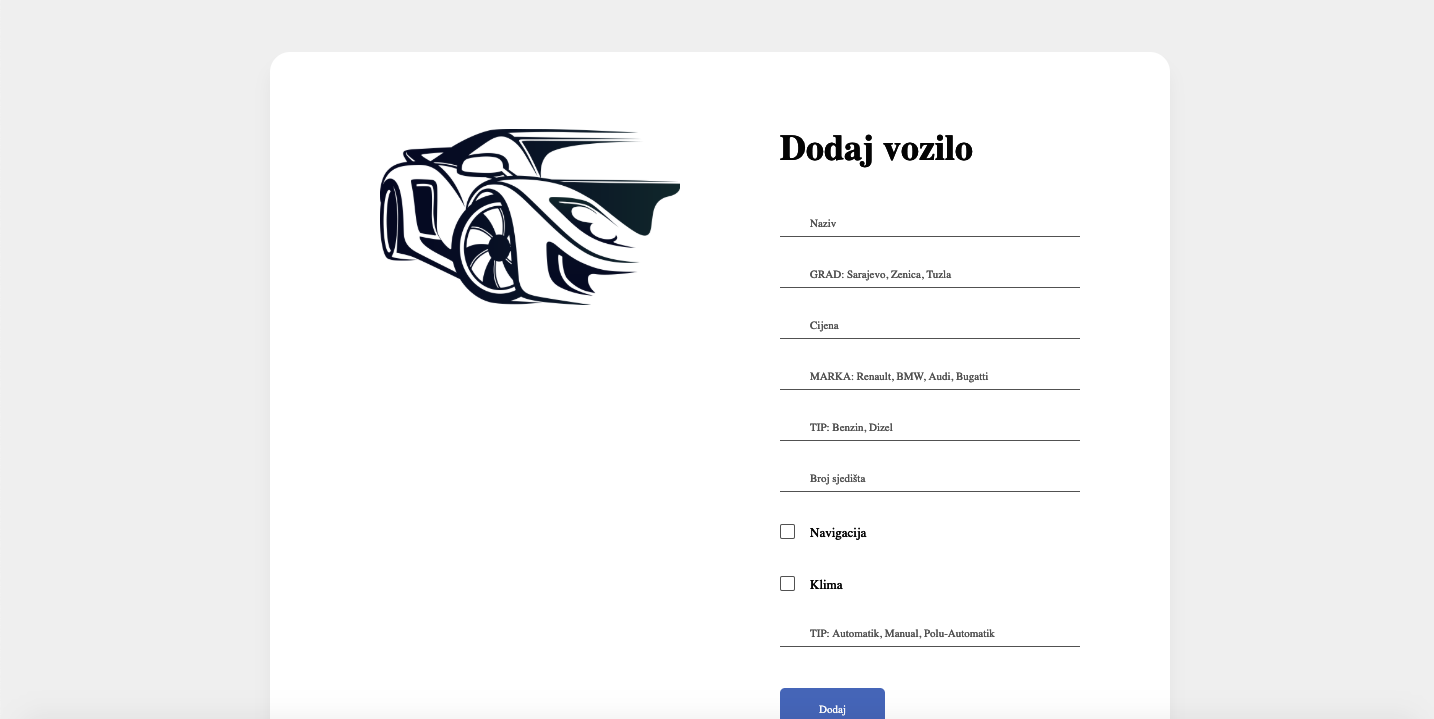 Dodaj vozilo
Naziv
GRAD: Sarajevo, Zenica, Tuzla
Cijena
MARKA: Renault, BMW, Audi, Bugatti
TIP: Benzin, Dizel
Broj sjedišta
Navigacija
Klima
TIP: Automatik, Manual, Polu-Automatik
Dodaj